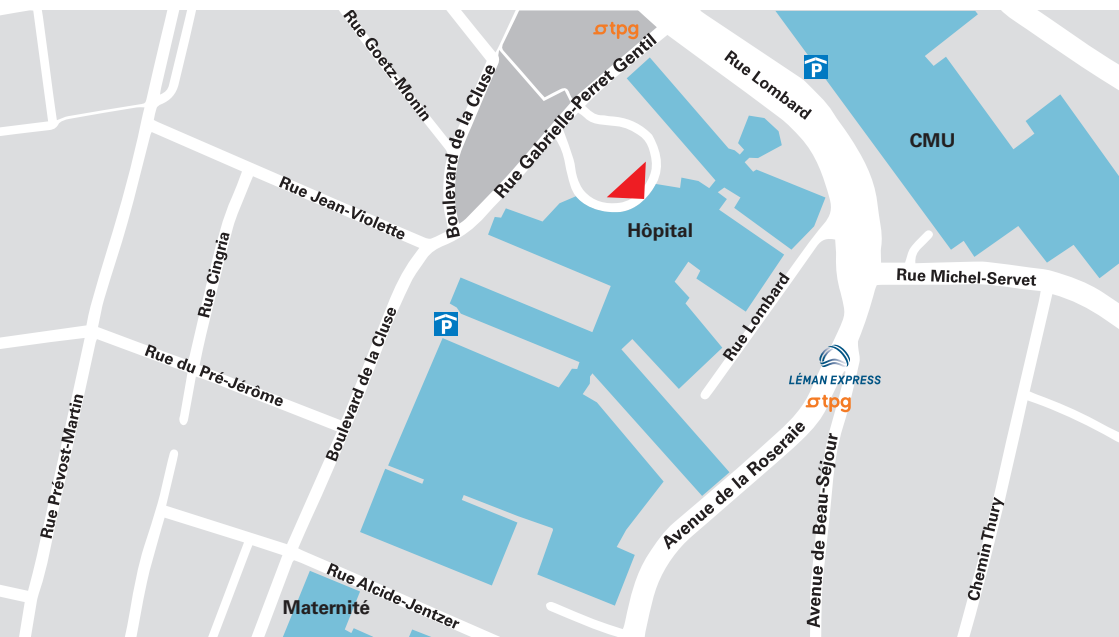 Rue Goetz-Monin
tpg
Rue Lombard
P
Boulevard de la Cluse
Rue Gabrielle-Perret Gentil
CMU
Rue Jean-Violette
Hôpital
Rue Cingria
Rue Michel-Servet
Rue Lombard
P
Rue du Pré-Jérôme
Boulevard de la Cluse
LÉMAN EXPRESS
tpg
Rue Prévost-Martin
Avenue de la Roseraie
Avenue de Beau-Séjour
Chemin Thury
Rue Alcide-Jentzer
Maternité